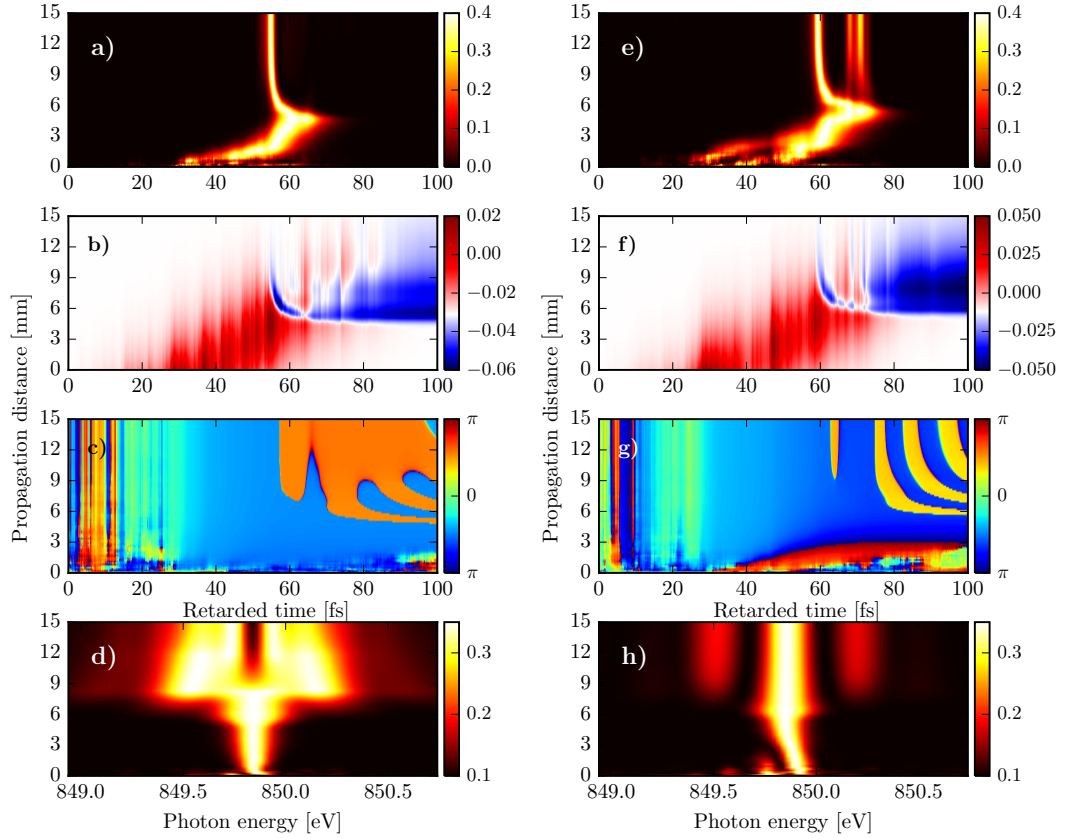 a)
15
12
9
6
3
0
0 20 40 60 80 100
0.4
0.3
0.2
0.1
0.0
e)
15
12
9
6
3
0
0 20 40 60 80 100
0.4
0.3
0.2
0.1
0.0
b)
15
12
9
6
3
0
0 20 40 60 80 100
0.02
0.00
−0.02
−0.04
−0.06
f)
15
12
9
6
3
0
0 20 40 60 80 100
0.050
0.025
0.000
−0.025
−0.050
Propagation distance [mm]
Propagation distance [mm]
c)
15
12
9
6
3
0
0 20 40 60 80 100
Retarded time [fs]
π
0
π
g)
15
12
9
6
3
0
0 20 40 60 80 100
Retarded time [fs]
π
0
π
d)
15
12
9
6
3
0
849.0 849.5 850.0 850.5
Photon energy [eV]
0.3
0.2
0.1
h)
15
12
9
6
3
0
849.0 849.5 850.0 850.5
Photon energy [eV]
0.3
0.2
0.1